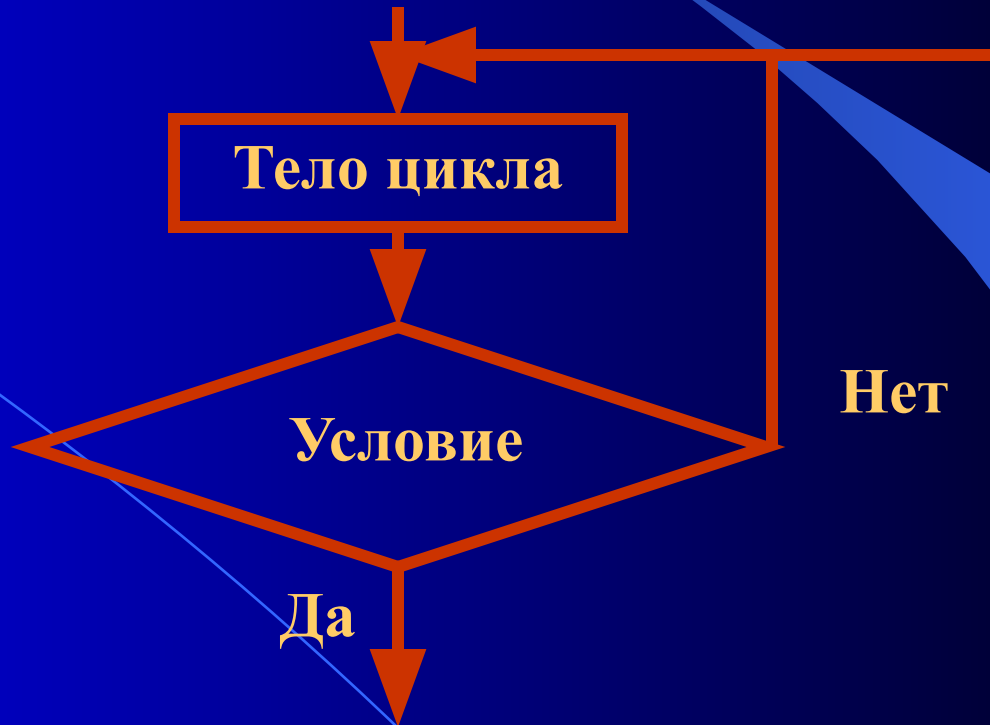 Тело цикла
Нет
Условие
Да